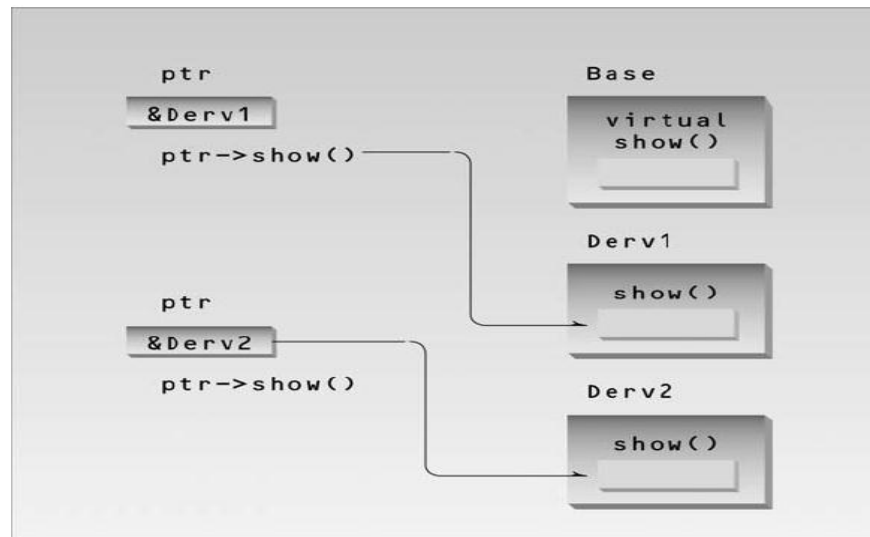 ptr
&Derv1
ptr->show()
ptr
&Derv2
ptr->show()
Base
virtual
show()
Derv1
show()
Derv2
show()